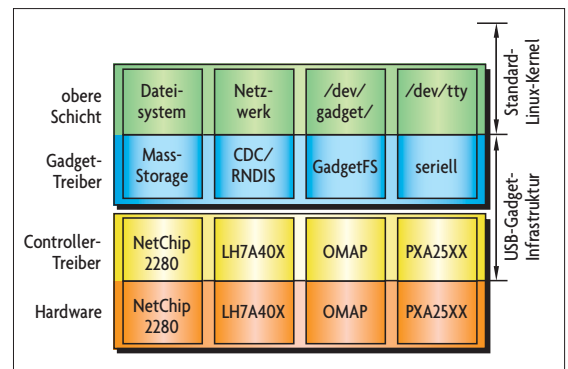 obere
Schicht
Datei-
system
Netz-
werk
/dev/
gadget/
/dev/tty
Standard-
Linux-Kernel
Gadget-
Treiber
Mass-
Storage
CDC/
RNDIS
GadgetFS
seriell
USB-Gadget-
Infrastruktur
Controller-
Treiber
NetChip
2280
LH7A40X
OMAP
PXA25XX
Hardware
NetChip
2280
LH7A40X
OMAP
PXA25XX